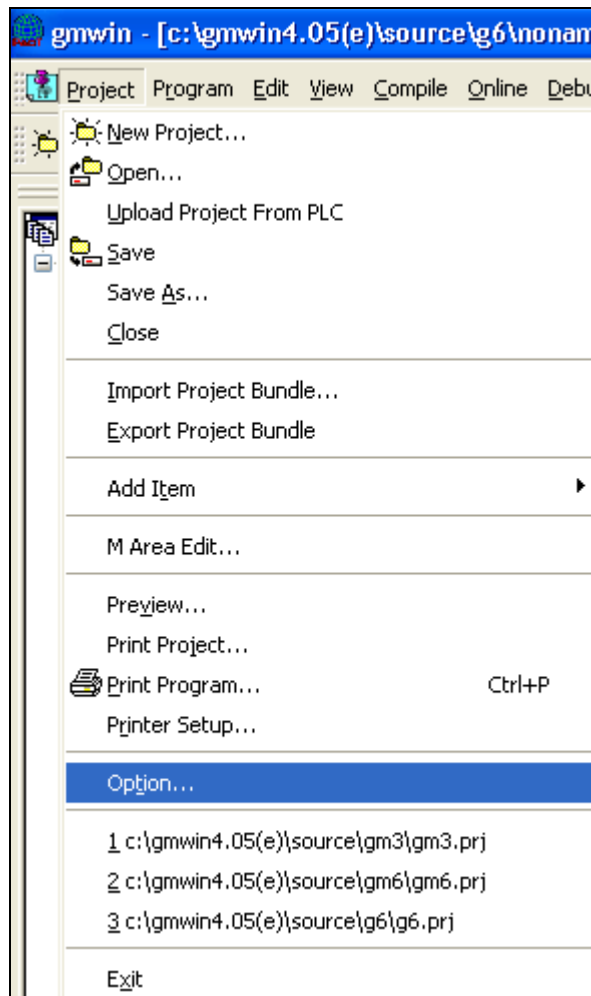 gmwin - [c:\gmwin4.05(e)\source\g6\nonam
Project Program Edit View Compile Online Debu
New Project...
Open...
Upload Project From PLC
Save
Save As...
Close
Import Project Bundle...
Export Project Bundle
Add Item
M Area Edit...
Preview...
Print Project...
Print Program... Ctrl+P
Printer Setup...
Option...
1 c:\gmwin4.05(e)\source\gm3\gm3.prj
2 c:\gmwin4.05(e)\source\gm6\gm6.prj
3 c:\gmwin4.05(e)\source\g6\g6.prj
Exit